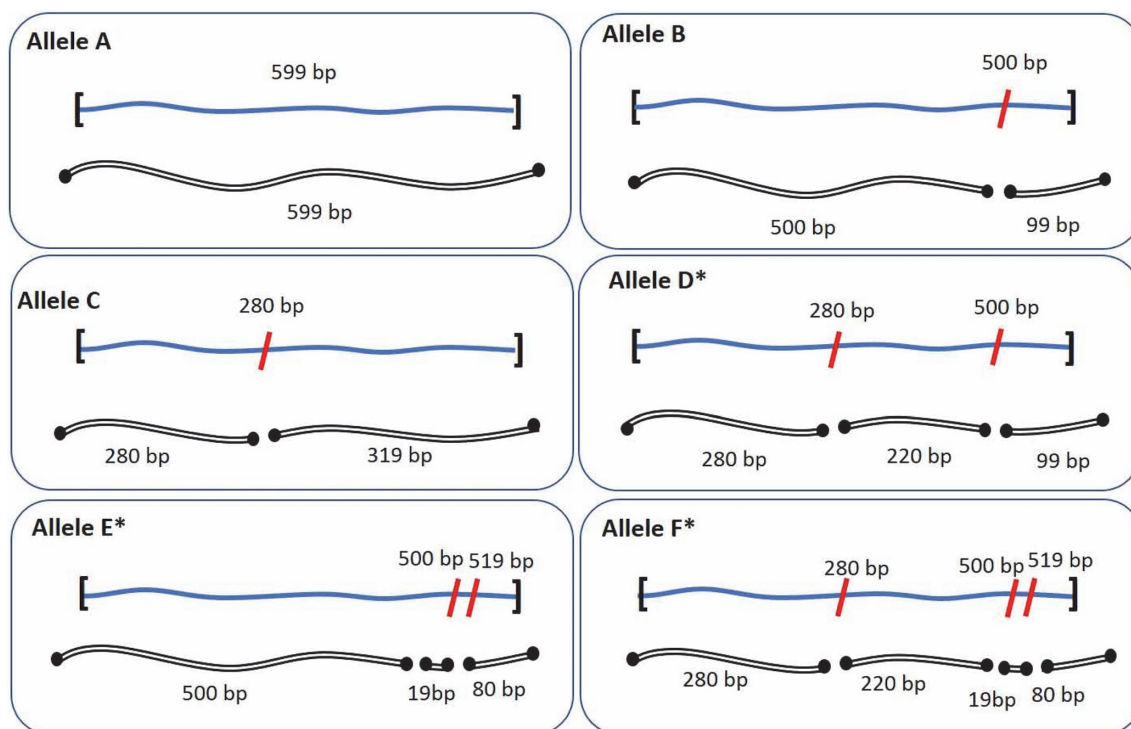 Allele A
599 bp
599 bp
Allele B
500 bp
500 bp
99 bp
Allele C
280 bp
280 bp
319 bp
Allele D*
280 bp
500 bp
280 bp
220 bp
99 bp
Allele E*
500 bp
519 bp
500 bp
19bp
80 bp
Allele F*
280 bp
500 bp
519 bp
280 bp
220 bp
19bp
80 bp